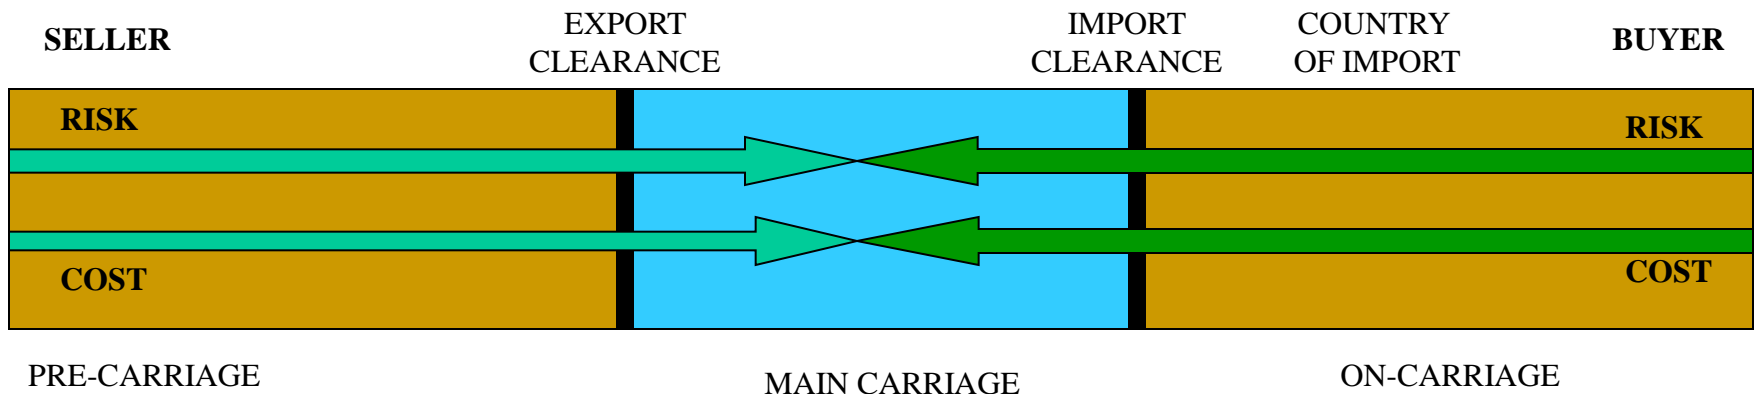 SELLER
EXPORT
CLEARANCE
IMPORT
CLEARANCE
COUNTRY
OF IMPORT
BUYER
RISK
RISK
COST
COST
PRE-CARRIAGE
MAIN CARRIAGE
ON-CARRIAGE